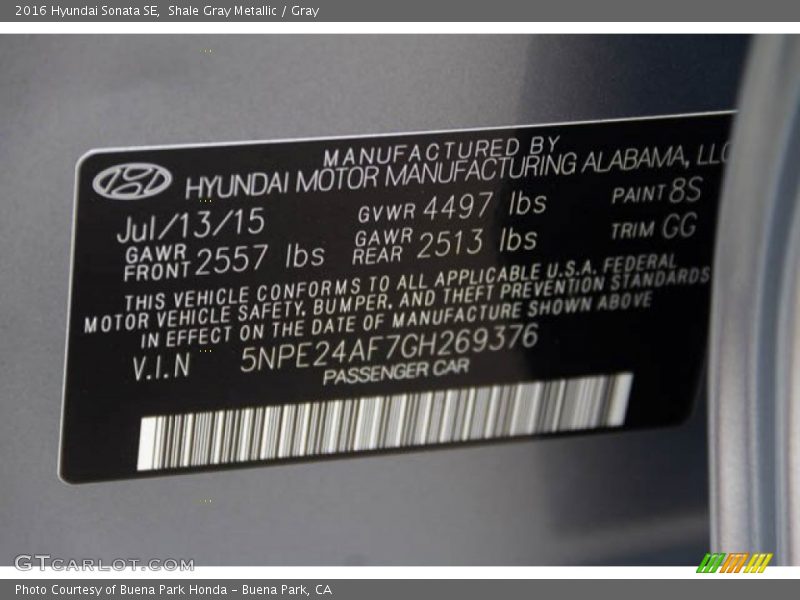 2016 Hyundai Sonata SE, Shale Gray Metallic / Gray
MANUFACTURED BY
HYUNDAI MOTOR MANUFACTURING ALABAMA, LLC
Jul/13/15 GVWR 4497 lbs PAINT 8S
GAWR FRONT 2557 lbs GAWR REAR 2513 lbs TRIM GG
THIS VEHICLE CONFORMS TO ALL APPLICABLE U.S.A. FEDERAL
MOTOR VEHICLE SAFETY, BUMPER, AND THEFT PREVENTION STANDARDS
IN EFFECT ON THE DATE OF MANUFACTURE SHOWN ABOVE
V.I.N 5NPE24AF7GH269376
PASSENGER CAR
GTCARLOT.COM
Photo Courtesy of Buena Park Honda - Buena Park, CA